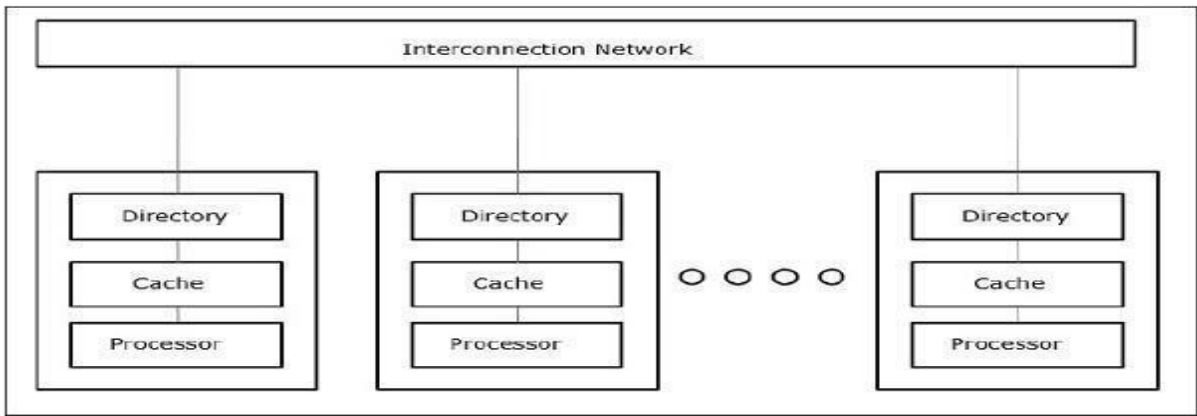 Interconnection Network
Directory
Cache
Processor
Directory
Cache
Processor
Directory
Cache
Processor